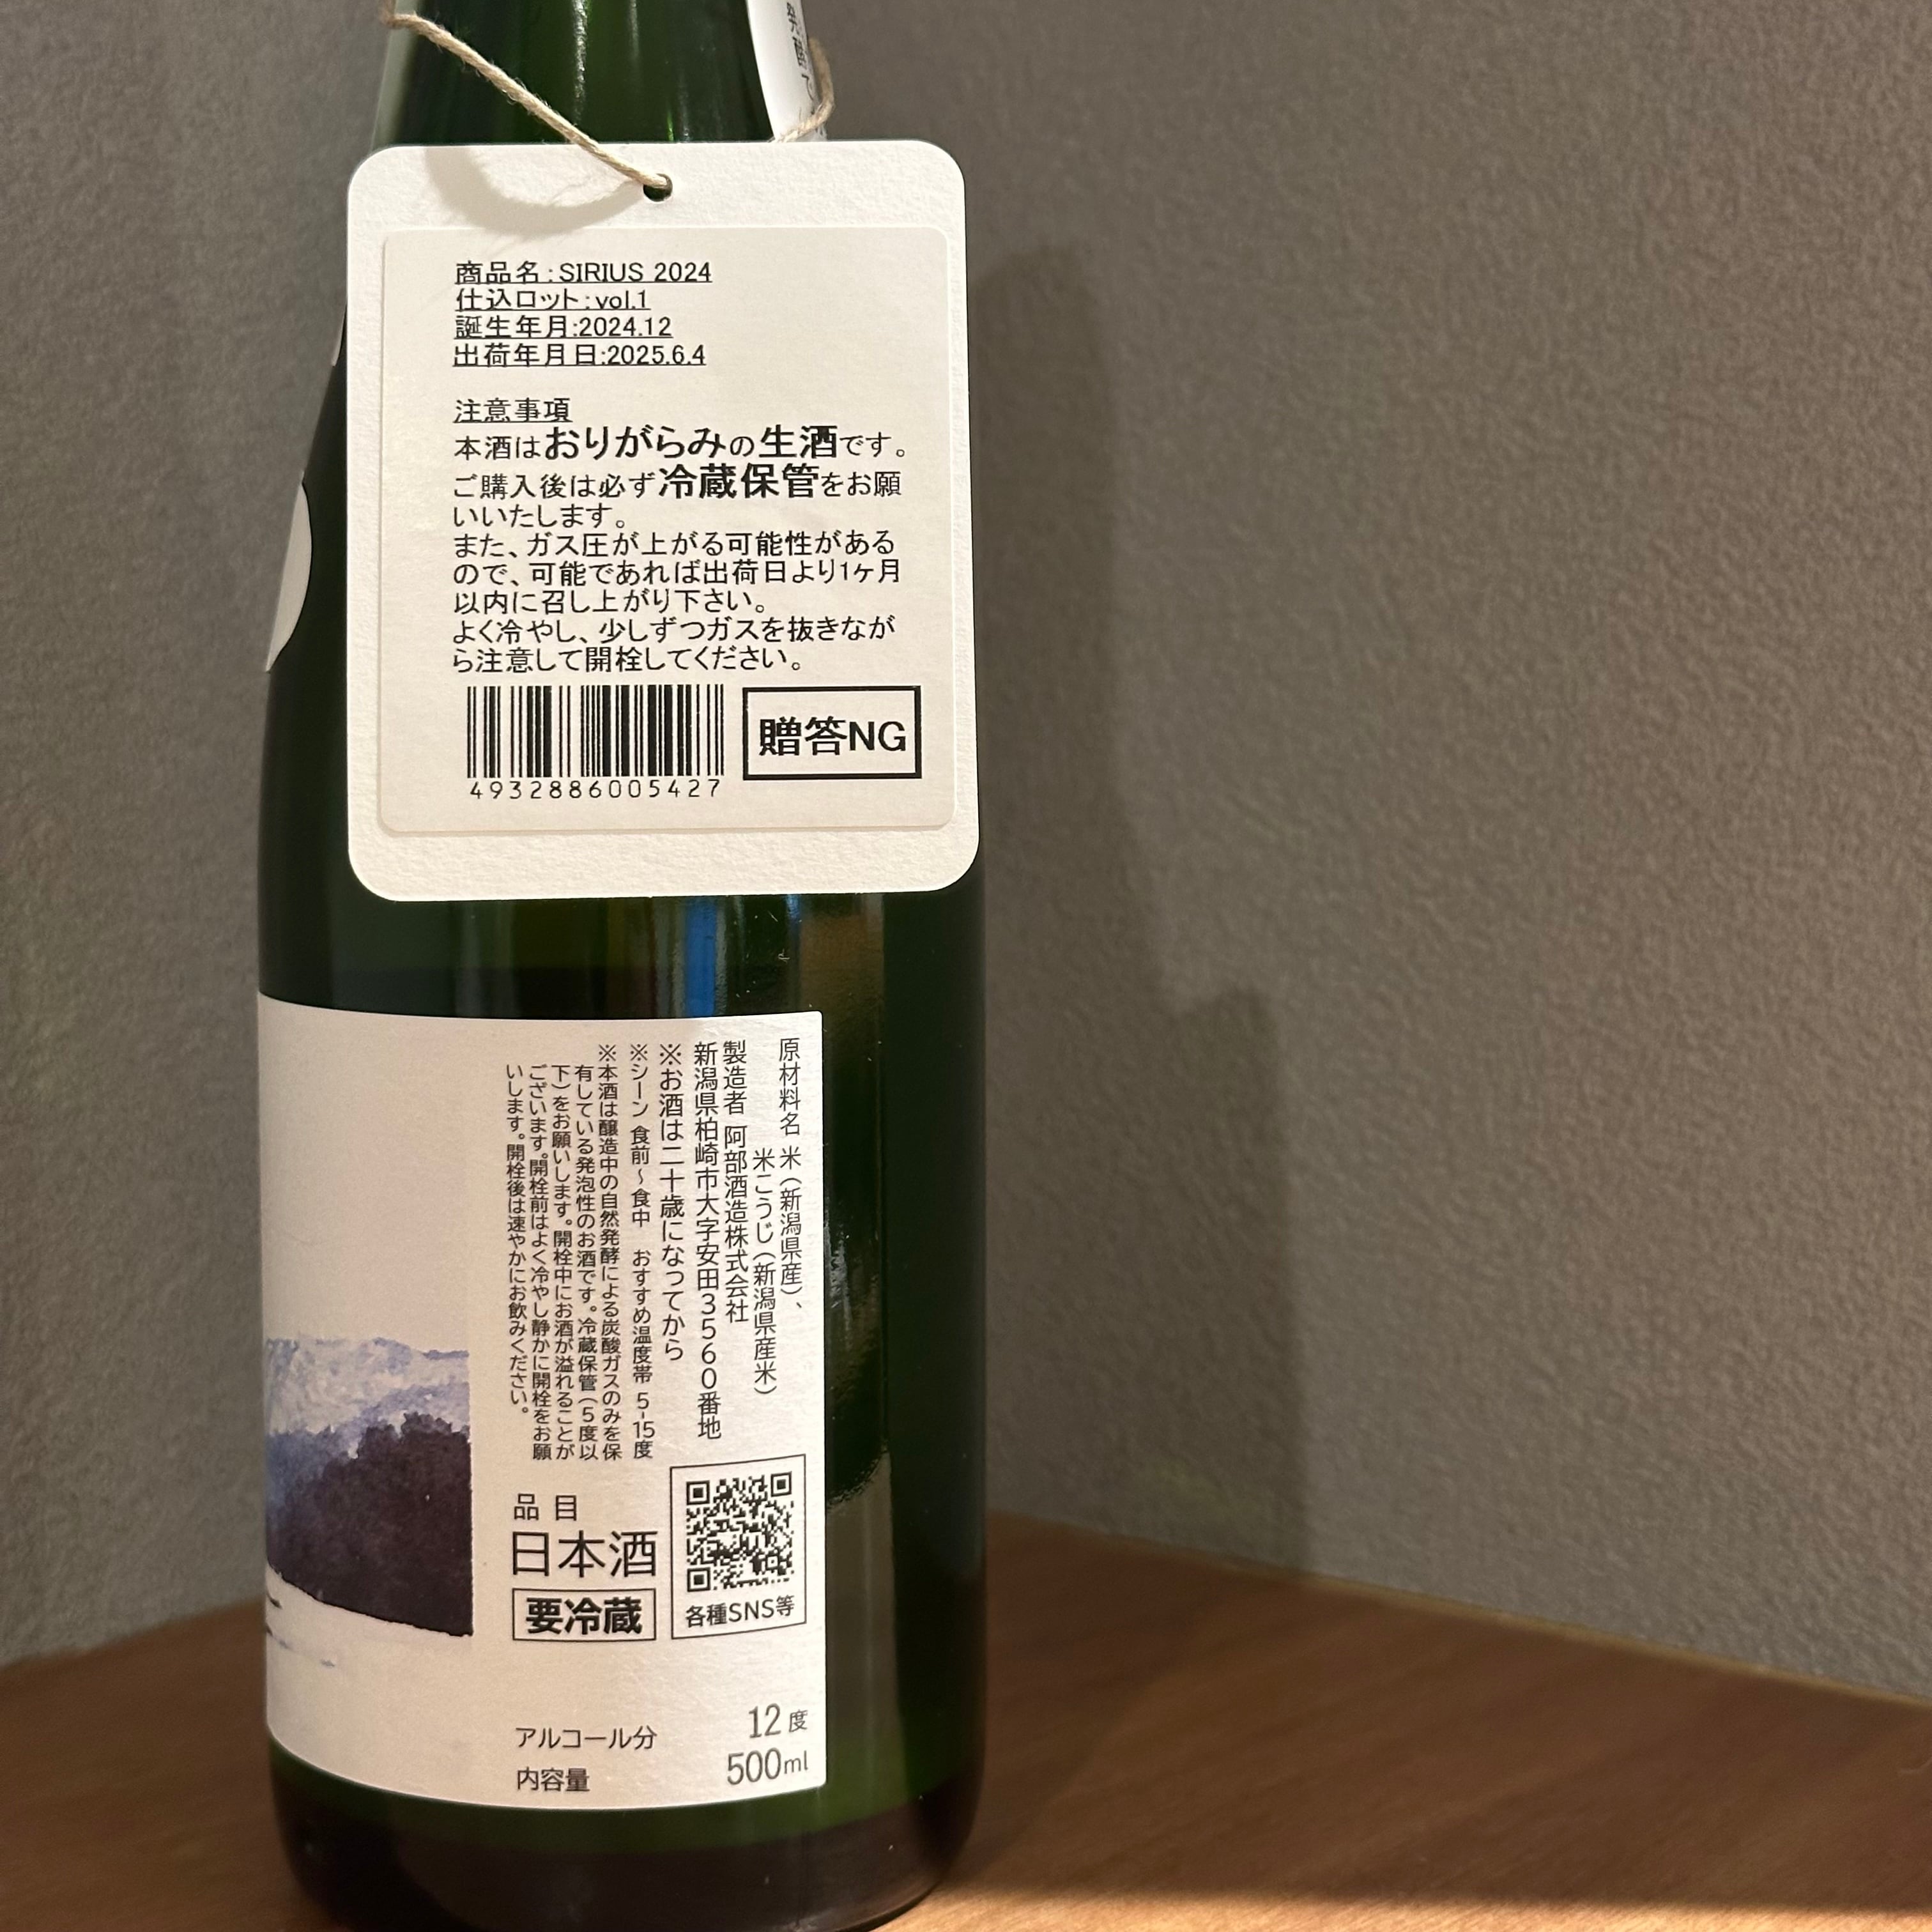 商品名:SIRIUS 2024
仕込ロット:vol.1
誕生年月:2024.12
出荷年月日:2025.6.4
注意事項
本酒はおりがらみの生酒です。
ご購入後は必ず冷蔵保管をお願
いいたします。
また、ガス圧が上がる可能性がある
ので、可能であれば出荷日より1ヶ月
以内に召し上がり下さい。
よく冷やし、少しずつガスを抜きなが
ら注意して開栓してください。
4932886005427
贈答NG
原材料名 米(新潟県産)、
米こうじ(新潟県産米)
製造者 阿部酒造株式会社
新潟県柏崎市大字安田3560番地
※お酒は二十歳になってから
※シーン 食前~食中 おすすめ温度帯 5-15度
※本酒は醸造中の自然発酵による炭酸ガスのみを保
有している発泡性のお酒です。冷蔵保管(5度以
下)をお願いします。開栓中にお酒が溢れることが
ございます。開栓前はよく冷やし静かに開栓をお願
いします。開栓後は速やかにお飲みください。
品目
日本酒
要冷蔵
各種SNS等
アルコール分 12度
内容量 500ml